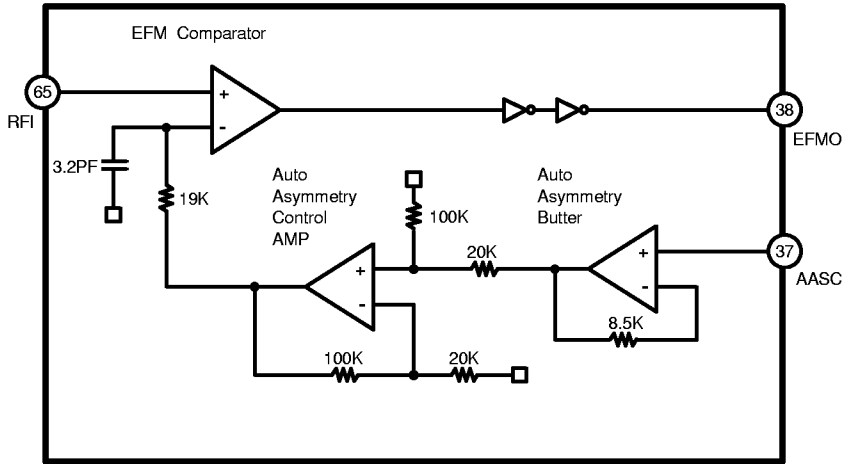 EFM Comparator
65
RFI
+
-
38
EFMO
3.2PF
19K
Auto
Asymmetry
Control
AMP
100K
Auto
Asymmetry
Butter
20K
+
-
+
-
37
AASC
8.5K
100K
20K